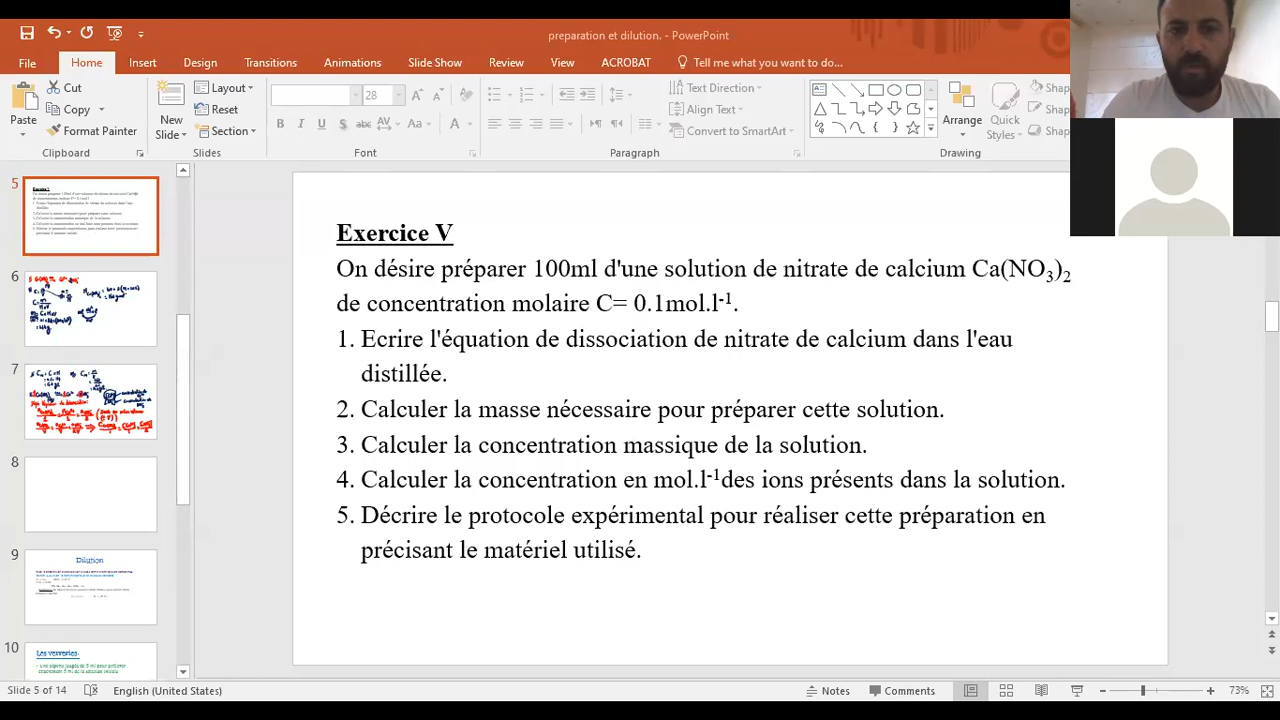 preparation et dilution. - PowerPoint
File Home Insert Design Transitions Animations Slide Show Review View ACROBAT Tell me what you want to do...
Paste
Cut
Copy
Format Painter
Clipboard
New Slide
Layout
Reset
Section
Slides
28
Font
Text Direction
Align Text
Convert to SmartArt
Paragraph
Arrange
Quick Styles
Drawing
5
6
7
8
9
Dilution
10
Les verreries:
Exercice V
On désire préparer 100ml d'une solution de nitrate de calcium Ca(NO3)2
de concentration molaire C= 0.1mol.l-1.
1. Ecrire l'équation de dissociation de nitrate de calcium dans l'eau
distillée.
2. Calculer la masse nécessaire pour préparer cette solution.
3. Calculer la concentration massique de la solution.
4. Calculer la concentration en mol.l-1des ions présents dans la solution.
5. Décrire le protocole expérimental pour réaliser cette préparation en
précisant le matériel utilisé.
Slide 5 of 14 English (United States) Notes Comments 73%